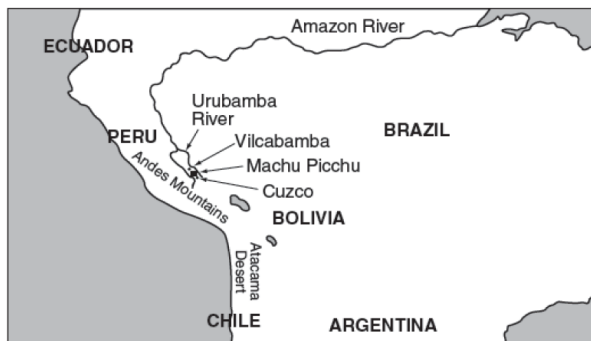 Amazon River
ECUADOR
Urubamba
River
BRAZIL
PERU
Vilcabamba
Machu Picchu
Andes Mountains
Cuzco
BOLIVIA
Atacama
Desert
CHILE
ARGENTINA